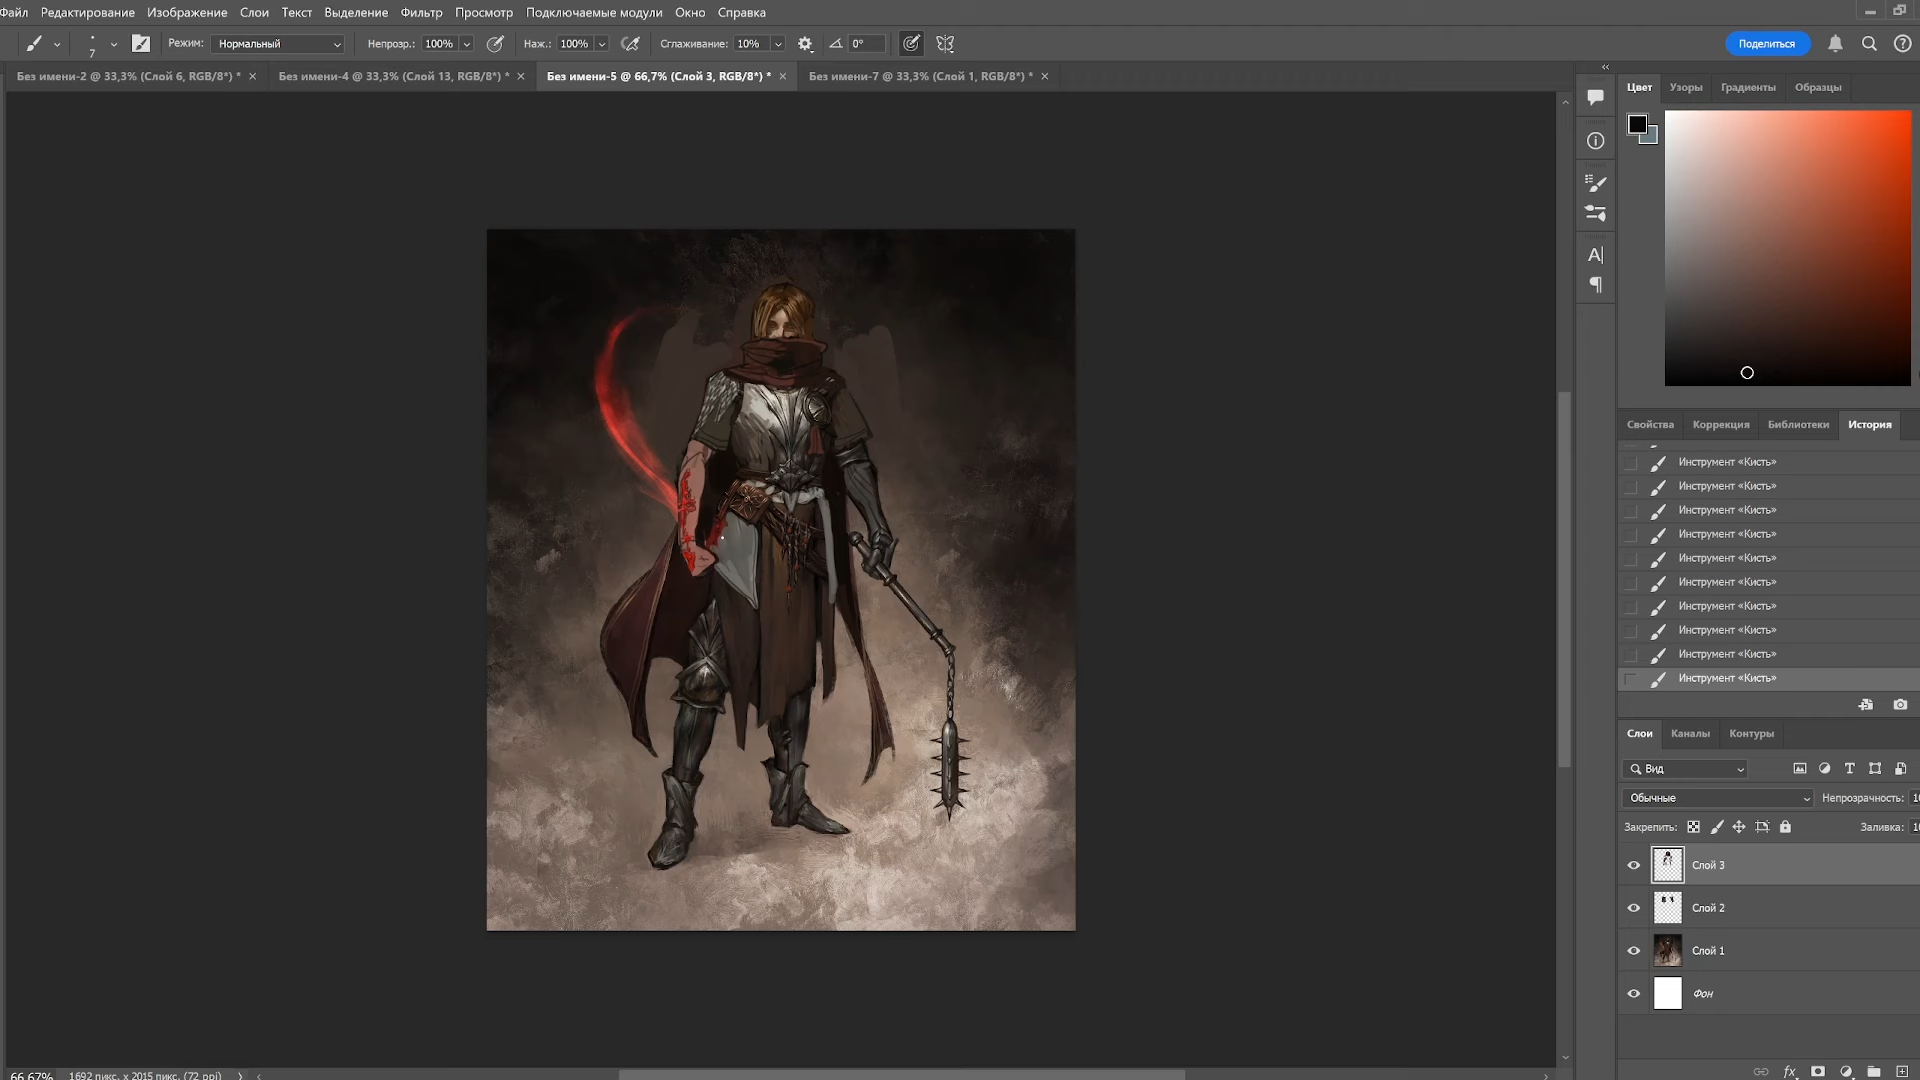 Файл Редактирование Изображение Слои Текст Выделение Фильтр Просмотр Подключаемые модули Окно Справка
7 Режим: Нормальный Непрозр.: 100% Наж.: 100% Сглаживание: 10% 0° Поделиться
Без имени-2 @ 33,3% (Слой 6, RGB/8*) * Без имени-4 @ 33,3% (Слой 13, RGB/8*) * Без имени-5 @ 66,7% (Слой 3, RGB/8*) * Без имени-7 @ 33,3% (Слой 1, RGB/8*) *
Цвет Узоры Градиенты Образцы
Свойства Коррекция Библиотеки История
Инструмент «Кисть»
Инструмент «Кисть»
Инструмент «Кисть»
Инструмент «Кисть»
Инструмент «Кисть»
Инструмент «Кисть»
Инструмент «Кисть»
Инструмент «Кисть»
Инструмент «Кисть»
Инструмент «Кисть»
Слои Каналы Контуры
Вид
Обычные Непрозрачность: 10
Закрепить: Заливка: 10
Слой 3
Слой 2
Слой 1
Фон
fx
66,67% 1692 пикс. x 2015 пикс. (72 ppi)